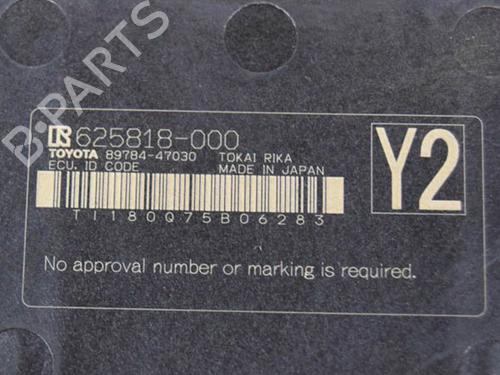 B-PARTS
625818-000
TOYOTA 89784-47030 TOKAI RIKA
ECU. ID CODE MADE IN JAPAN
TI180Q75B06283
Y2
No approval number or marking is required.